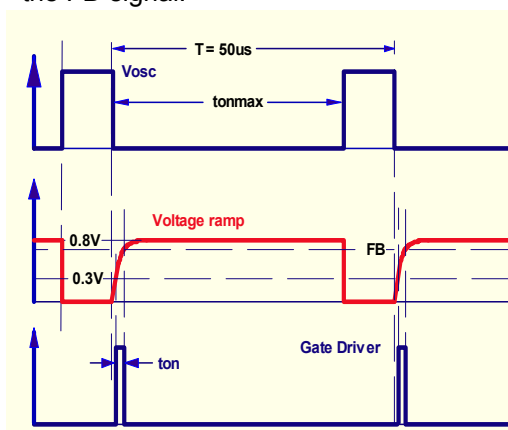 the FB signal.
T = 50us
Vosc
tonmax
Voltage ramp
0.8V
FB
0.3V
Gate Driver
ton